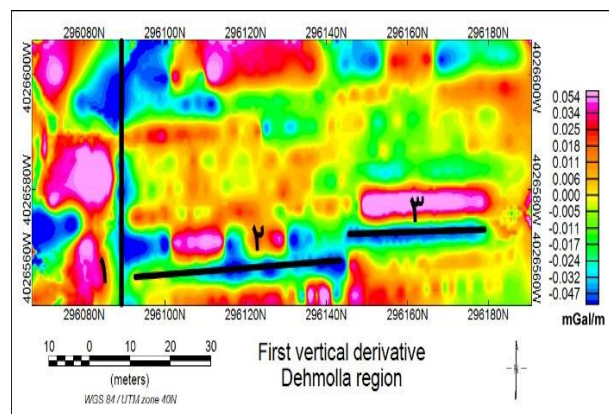 296080N 296100N 296120N 296140N 296160N 296180N
4026600W 4026580W 4026560W
4026600W 4026580W 4026560W
۱
۲
۳
296080N 296100N 296120N 296140N 296160N 296180N
0.054
0.034
0.025
0.018
0.011
0.006
0.000
-0.005
-0.011
-0.017
-0.024
-0.032
-0.047
mGal/m
10 0 10 20 30
(meters)
WGS 84 / UTM zone 40N
First vertical derivative
Dehmolla region